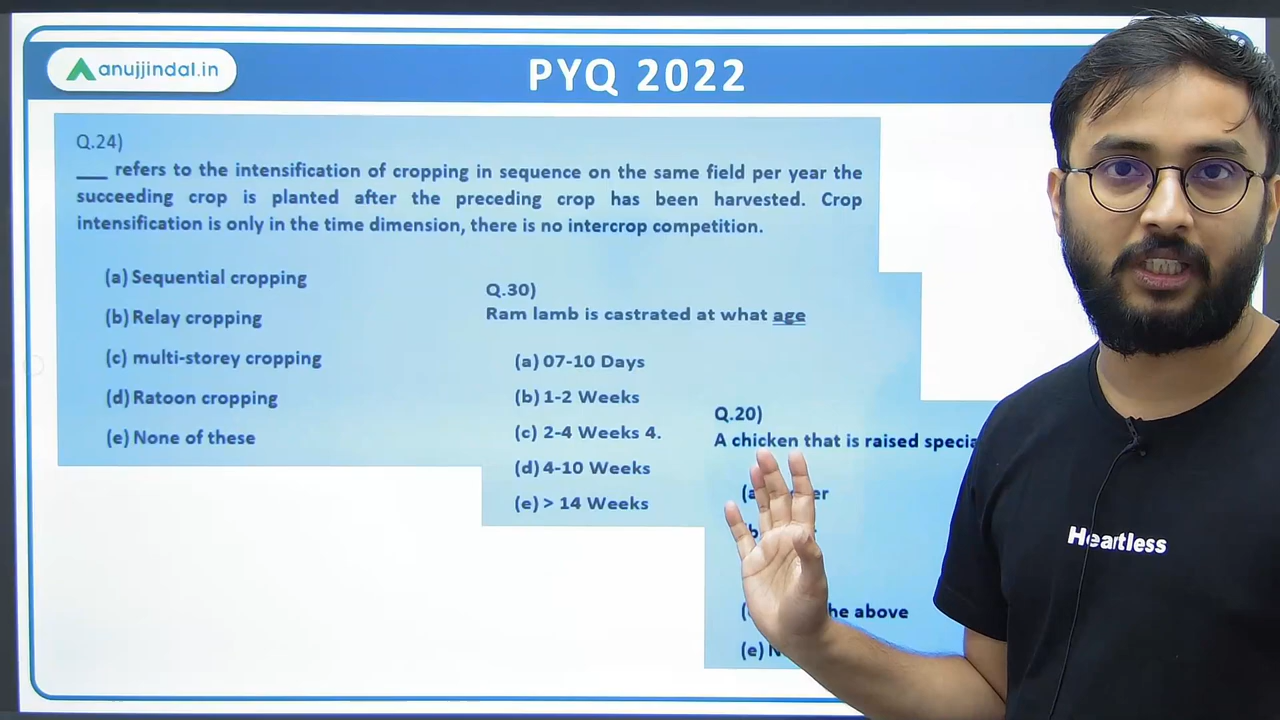 anujjindal.in
PYQ 2022
Q.24)
___ refers to the intensification of cropping in sequence on the same field per year the
succeeding crop is planted after the preceding crop has been harvested. Crop
intensification is only in the time dimension, there is no intercrop competition.
(a) Sequential cropping
(b) Relay cropping
(c) multi-storey cropping
(d) Ratoon cropping
(e) None of these
Q.30)
Ram lamb is castrated at what age
(a) 07-10 Days
(b) 1-2 Weeks
(c) 2-4 Weeks 4.
(d) 4-10 Weeks
(e) > 14 Weeks
Q.20)
A chicken that is raised
(a
he above
(e)
Heartless